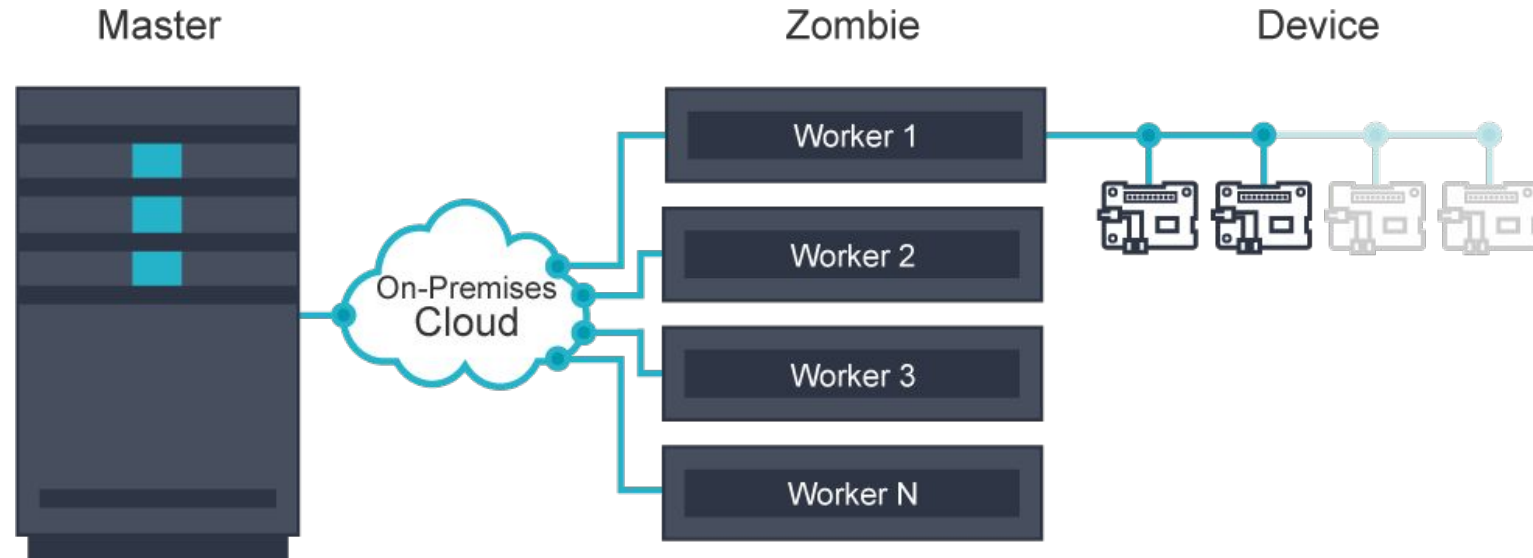 Master
Zombie
Device
Worker 1
Worker 2
On-Premises
Cloud
Worker 3
Worker N